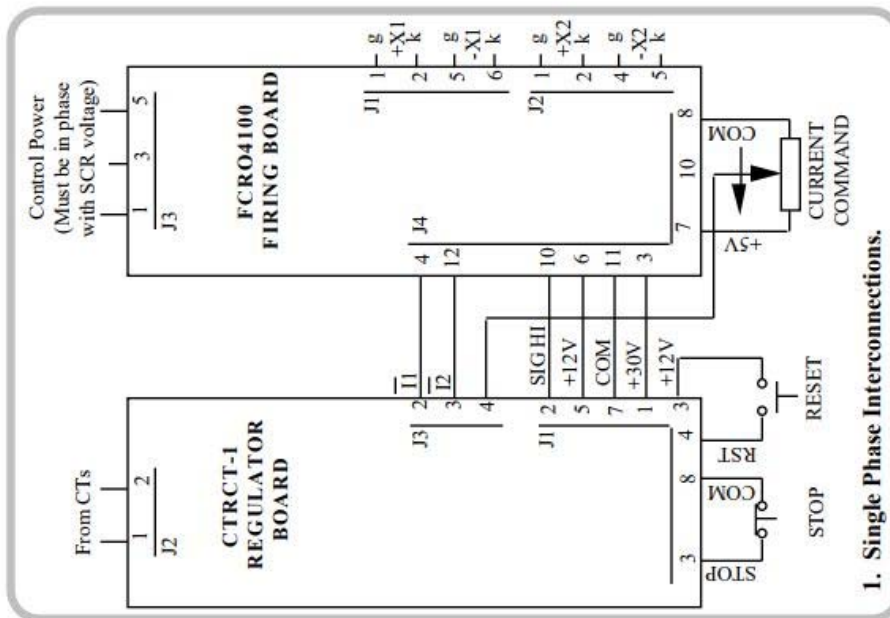 Control Power
(Must be in phase
with SCR voltage)
1 3 5
J3
FCRO4100
FIRING BOARD
J1
1 g
+X1
2 k
5 g
-X1
6 k
J2
1 g
+X2
2 k
4 g
-X2
5 k
J4
4
12
10
6
11
3
7 10 8
+5V
COM
CURRENT
COMMAND
From CTs
1 2
J2
CTRCT-1
REGULATOR
BOARD
J3
2 I1
3 I2
4
J1
2 SIG HI
5 +12V
7 COM
1 +30V
3 +12V
3 8 4
STOP
COM
RST
STOP
RESET
1. Single Phase Interconnections.